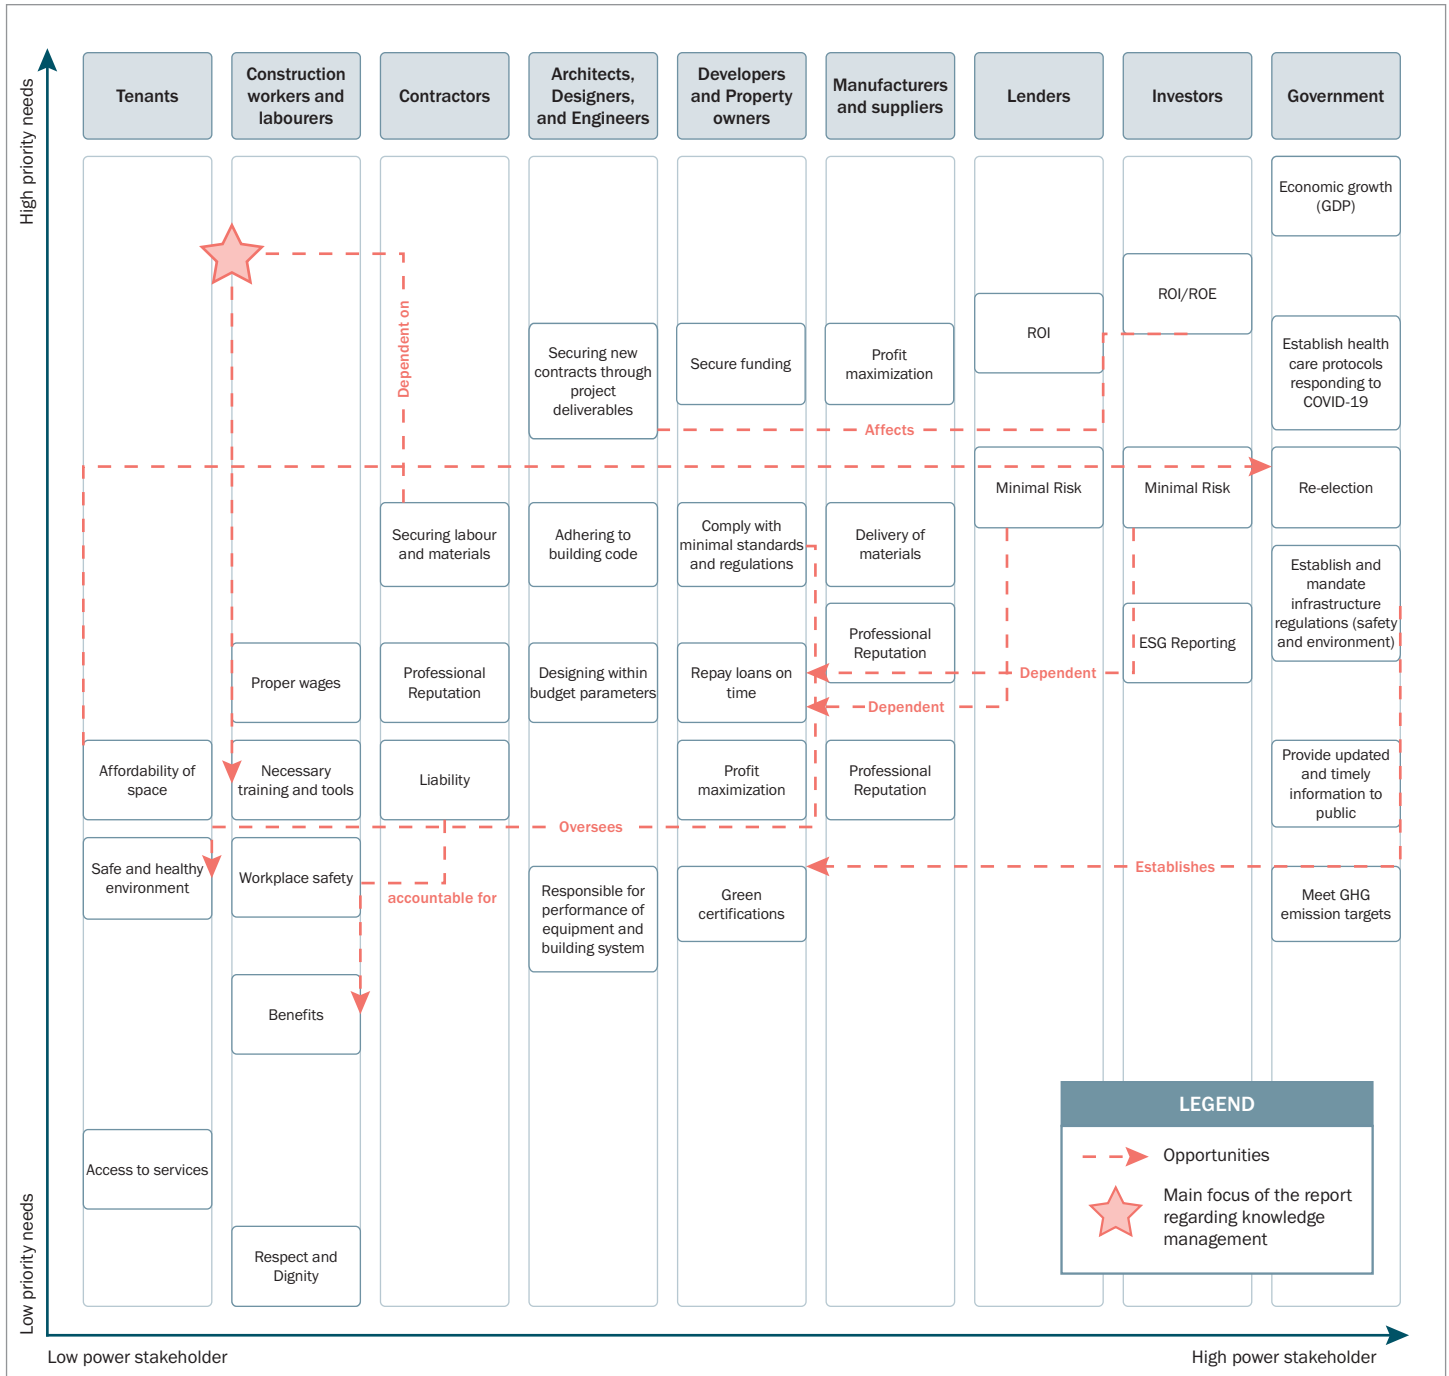 High priority needs
Low priority needs
Low power stakeholder
High power stakeholder
Tenants
Construction
workers and
labourers
Contractors
Architects,
Designers,
and Engineers
Developers
and Property
owners
Manufacturers
and suppliers
Lenders
Investors
Government
Affordability of
space
Safe and healthy
environment
Access to services
Proper wages
Necessary
training and tools
Workplace safety
Benefits
Respect and
Dignity
Dependent on
Securing labour
and materials
Professional
Reputation
Liability
accountable for
Securing new
contracts through
project
deliverables
Adhering to
building code
Designing within
budget parameters
Oversees
Responsible for
performance of
equipment and
building system
Secure funding
Comply with
minimal standards
and regulations
Repay loans on
time
Profit
maximization
Green
certifications
Profit
maximization
Affects
Delivery of
materials
Professional
Reputation
Dependent
Professional
Reputation
ROI
Minimal Risk
Dependent
ROI/ROE
Minimal Risk
ESG Reporting
Establishes
Economic growth
(GDP)
Establish health
care protocols
responding to
COVID-19
Re-election
Establish and
mandate
infrastructure
regulations (safety
and environment)
Provide updated
and timely
information to
public
Meet GHG
emission targets
LEGEND
Opportunities
Main focus of the report
regarding knowledge
management